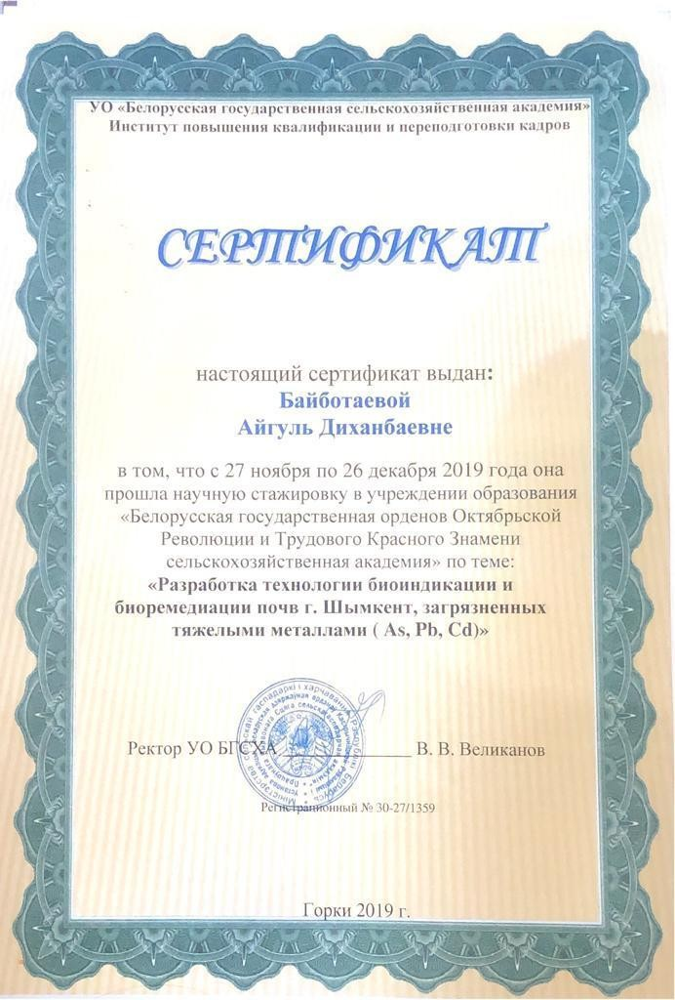 УО «Белорусская государственная сельскохозяйственная академия»
Институт повышения квалификации и переподготовки кадров
СЕРТИФИКАТ
настоящий сертификат выдан:
Байботаевой
Айгуль Диханбаевне
в том, что с 27 ноября по 26 декабря 2019 года она
прошла научную стажировку в учреждении образования
«Белорусская государственная орденов Октябрьской
Революции и Трудового Красного Знамени
сельскохозяйственная академия» по теме:
«Разработка технологии биоиндикации и
биоремедиации почв г. Шымкент, загрязненных
тяжелыми металлами ( As, Pb, Cd)»
Ректор УО БГСХА ______________ В. В. Великанов
Регистрационный № 30-27/1359
Горки 2019 г.